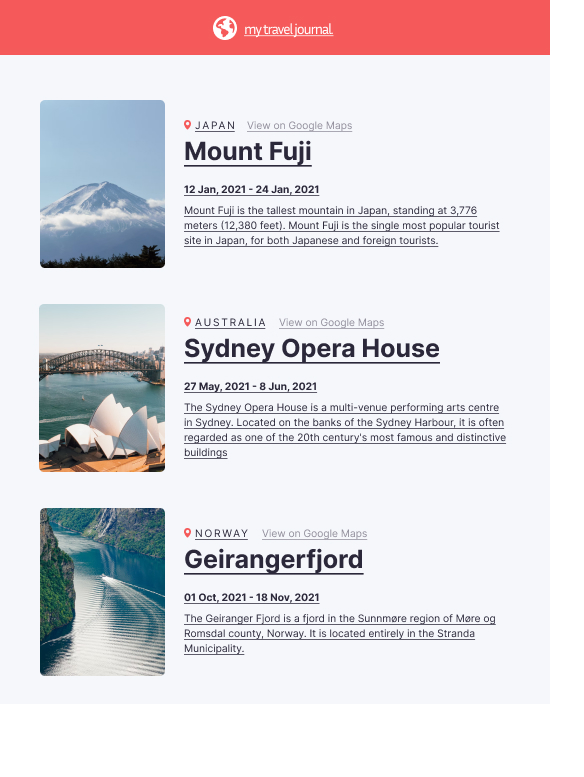 my travel journal.
JAPAN View on Google Maps
Mount Fuji
12 Jan, 2021 - 24 Jan, 2021
Mount Fuji is the tallest mountain in Japan, standing at 3,776
meters (12,380 feet). Mount Fuji is the single most popular tourist
site in Japan, for both Japanese and foreign tourists.
AUSTRALIA View on Google Maps
Sydney Opera House
27 May, 2021 - 8 Jun, 2021
The Sydney Opera House is a multi-venue performing arts centre
in Sydney. Located on the banks of the Sydney Harbour, it is often
regarded as one of the 20th century's most famous and distinctive
buildings
NORWAY View on Google Maps
Geirangerfjord
01 Oct, 2021 - 18 Nov, 2021
The Geiranger Fjord is a fjord in the Sunnmøre region of Møre og
Romsdal county, Norway. It is located entirely in the Stranda
Municipality.